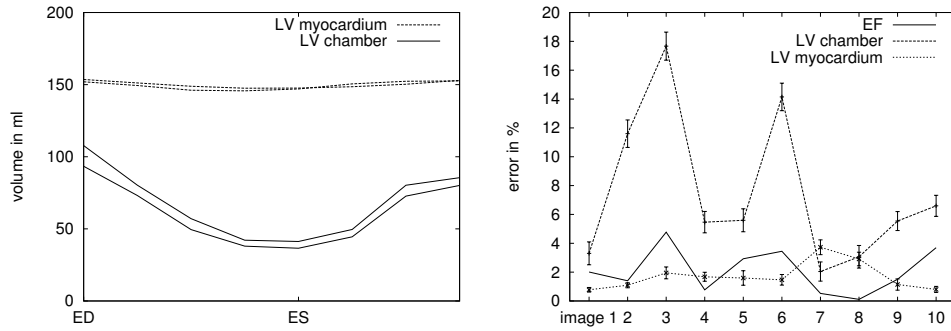 200
150
100
50
0
volume in ml
LV myocardium
LV chamber
ED
ES
20
18
16
14
12
10
8
6
4
2
0
error in %
EF
LV chamber
LV myocardium
image 1 2 3 4 5 6 7 8 9 10